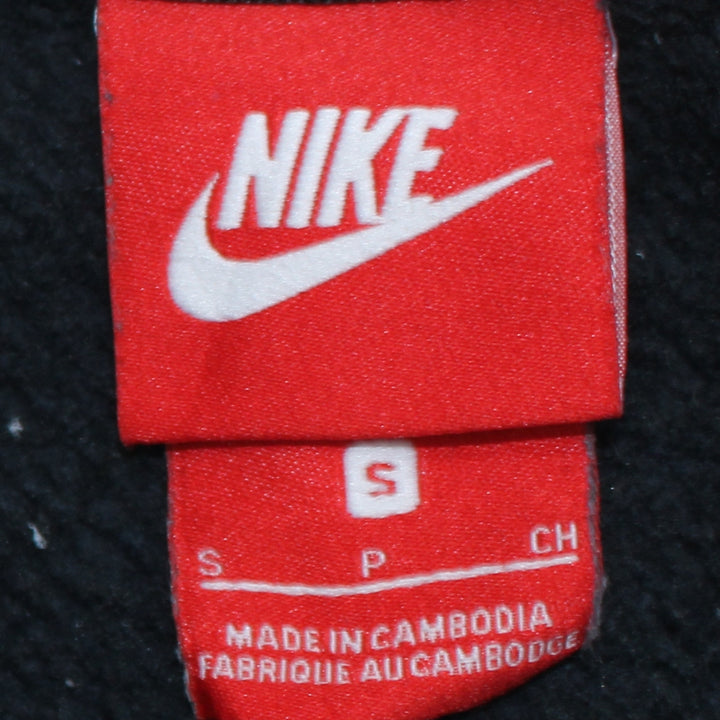 NIKE
S
S P CH
MADE IN CAMBODIA
FABRIQUE AU CAMBODGE